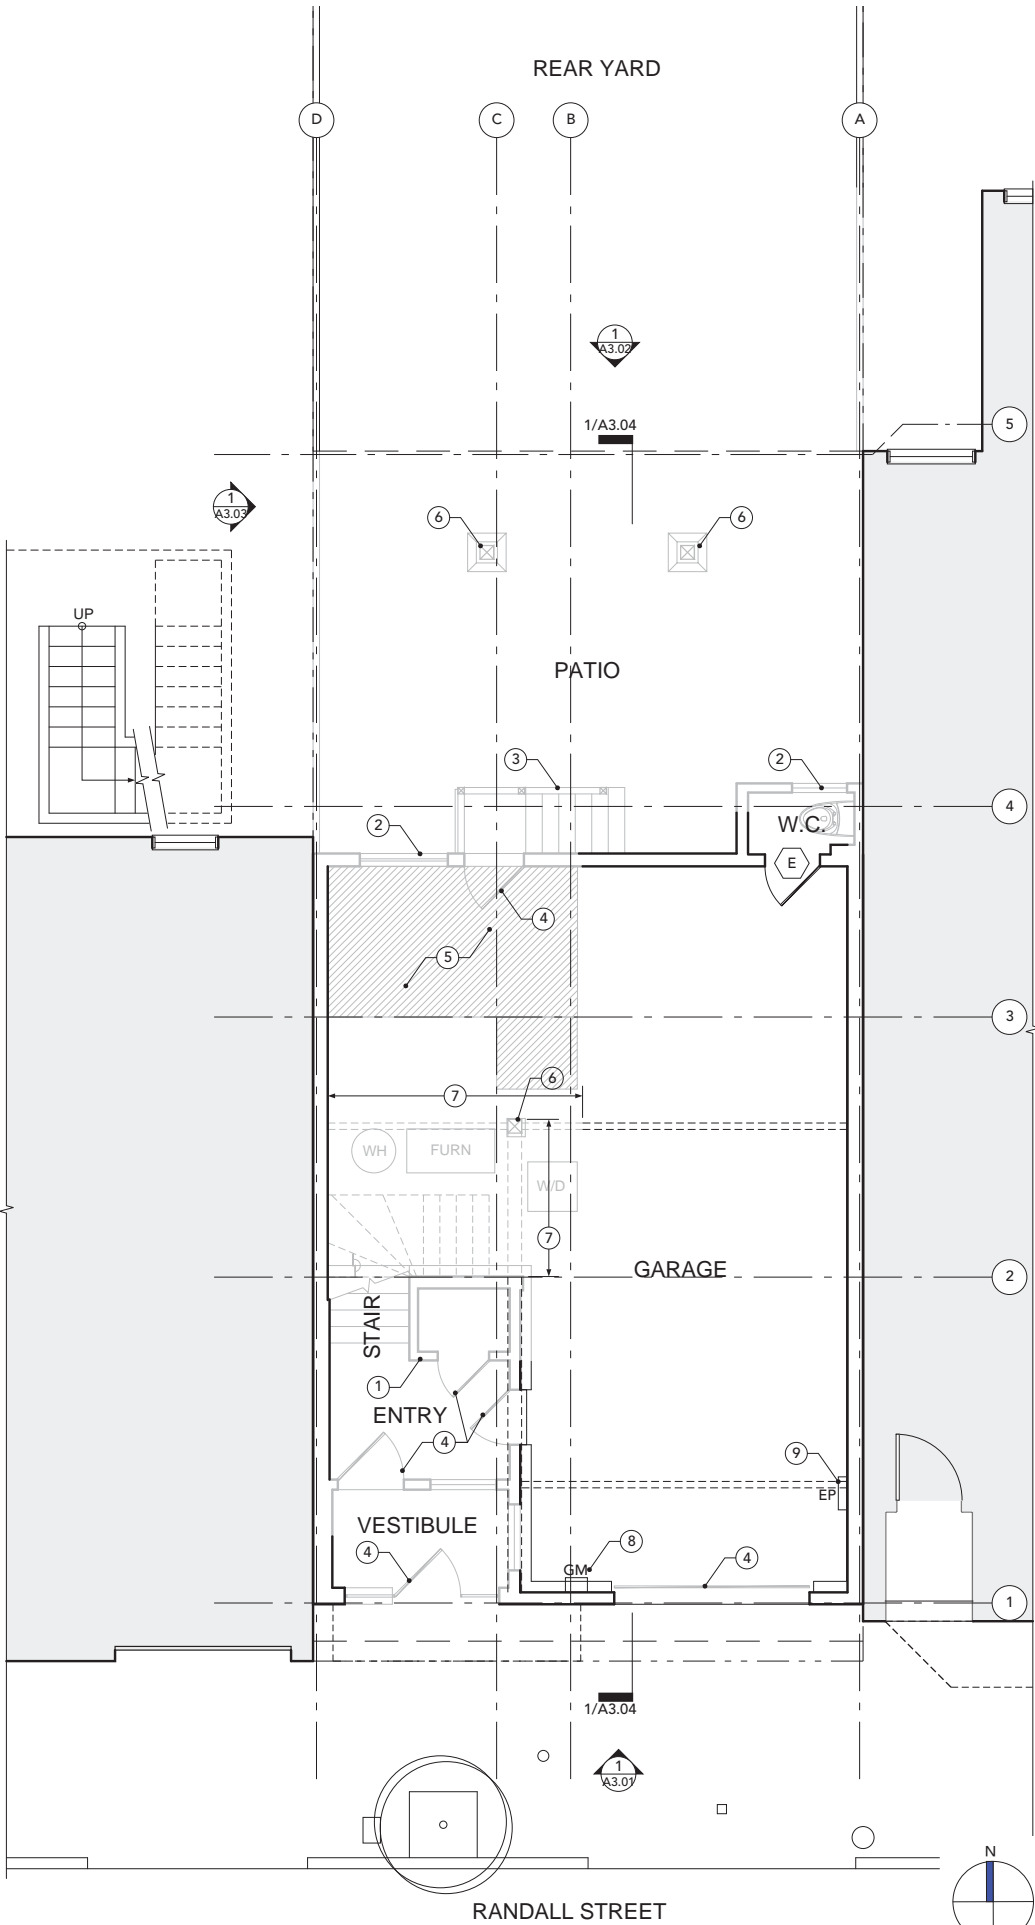 REAR YARD
D
C
B
A
1
A3.02
1/A3.04
5
1
A3.03
6
6
UP
PATIO
3
2
4
2
W.C.
E
4
5
3
6
7
WH
FURN
W/D
7
GARAGE
2
STAIR
1
ENTRY
4
9
EP
VESTIBULE
4
8
GM
4
1
1/A3.04
1
A3.01
N
RANDALL STREET